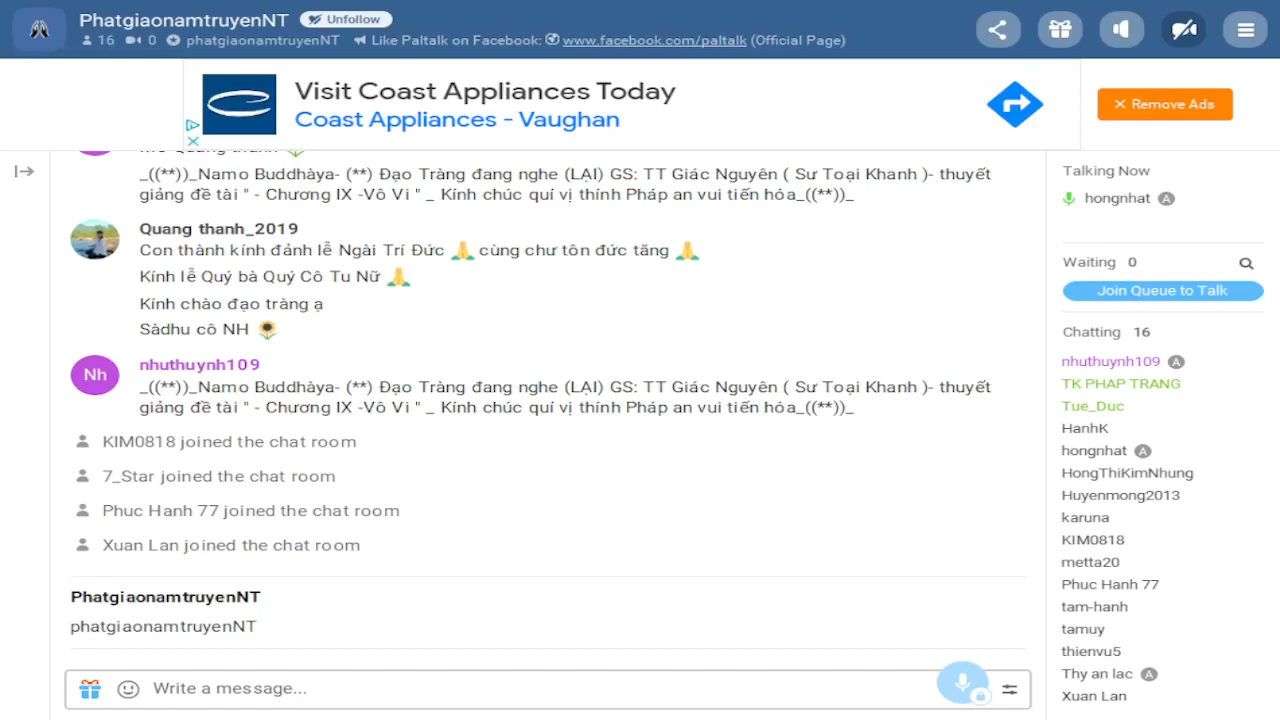 PhatgiaonamtruyenNT Unfollow
16 0 phatgiaonamtruyenNT Like Paltalk on Facebook: www.facebook.com/paltalk (Official Page)
Visit Coast Appliances Today
Coast Appliances - Vaughan
Remove Ads
_((**))_Namo Buddhàya- (**) Đạo Tràng đang nghe (LẠI) GS: TT Giác Nguyên ( Sư Toại Khanh )- thuyết
giảng đề tài " - Chương IX -Vô Vi " _ Kính chúc quí vị thính Pháp an vui tiến hóa_((**))_
Quang thanh_2019
Con thành kính đảnh lễ Ngài Trí Đức 🙏 cùng chư tôn đức tăng 🙏
Kính lễ Quý bà Quý Cô Tu Nữ 🙏
Kính chào đạo tràng ạ
Sàdhu cô NH 🌻
Nh
nhuthuynh109
_((**))_Namo Buddhàya- (**) Đạo Tràng đang nghe (LẠI) GS: TT Giác Nguyên ( Sư Toại Khanh )- thuyết
giảng đề tài " - Chương IX -Vô Vi " _ Kính chúc quí vị thính Pháp an vui tiến hóa_((**))_
KIM0818 joined the chat room
7_Star joined the chat room
Phuc Hanh 77 joined the chat room
Xuan Lan joined the chat room
PhatgiaonamtruyenNT
phatgiaonamtruyenNT
Write a message...
Talking Now
hongnhat A
Waiting 0
Join Queue to Talk
Chatting 16
nhuthuynh109 A
TK PHAP TRANG
Tue_Duc
HanhK
hongnhat A
HongThiKimNhung
Huyenmong2013
karuna
KIM0818
metta20
Phuc Hanh 77
tam-hanh
tamuy
thienvu5
Thy an lac A
Xuan Lan